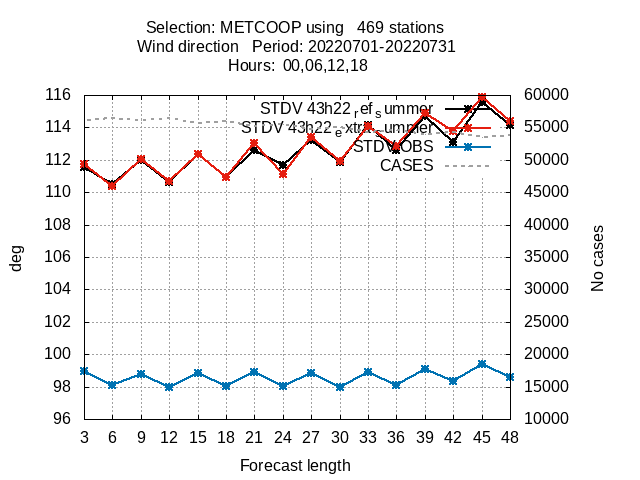 Selection: METCOOP using   469 stations
Wind direction   Period: 20220701-20220731
Hours:  00,06,12,18
116
114
112
110
108
106
104
102
100
98
96
deg
STDV 43h22_ref_summer
STDV 43h22_extra_summer
STDV OBS
CASES
60000
55000
50000
45000
40000
35000
30000
25000
20000
15000
10000
No cases
3 6 9 12 15 18 21 24 27 30 33 36 39 42 45 48
Forecast length